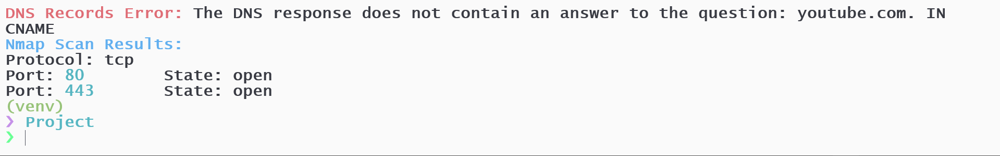 DNS Records Error: The DNS response does not contain an answer to the question: youtube.com. IN
CNAME
Nmap Scan Results:
Protocol: tcp
Port: 80        State: open
Port: 443       State: open
(venv)
❯ Project
❯